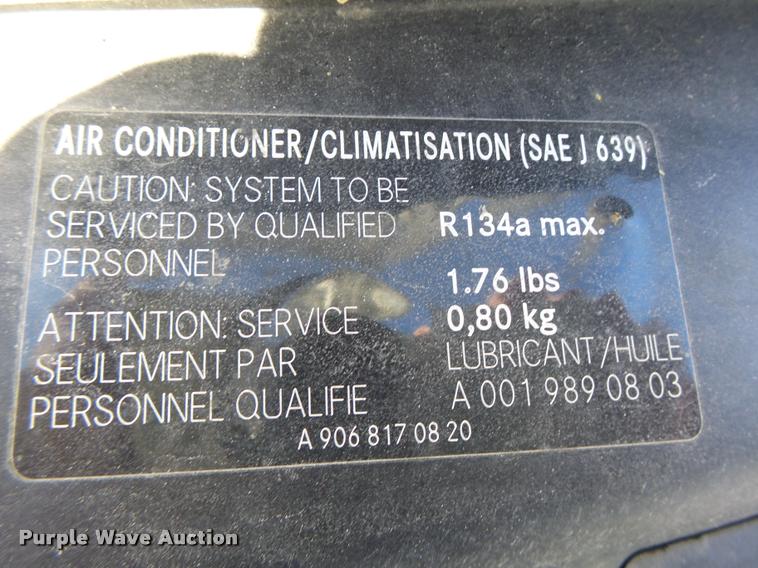 AIR CONDITIONER/CLIMATISATION (SAE J 639)
CAUTION: SYSTEM TO BE
SERVICED BY QUALIFIED
PERSONNEL
R134a max.
1.76 lbs
0,80 kg
ATTENTION: SERVICE
SEULEMENT PAR
PERSONNEL QUALIFIE
LUBRICANT/HUILE
A 001 989 08 03
A 906 817 08 20
Purple Wave Auction